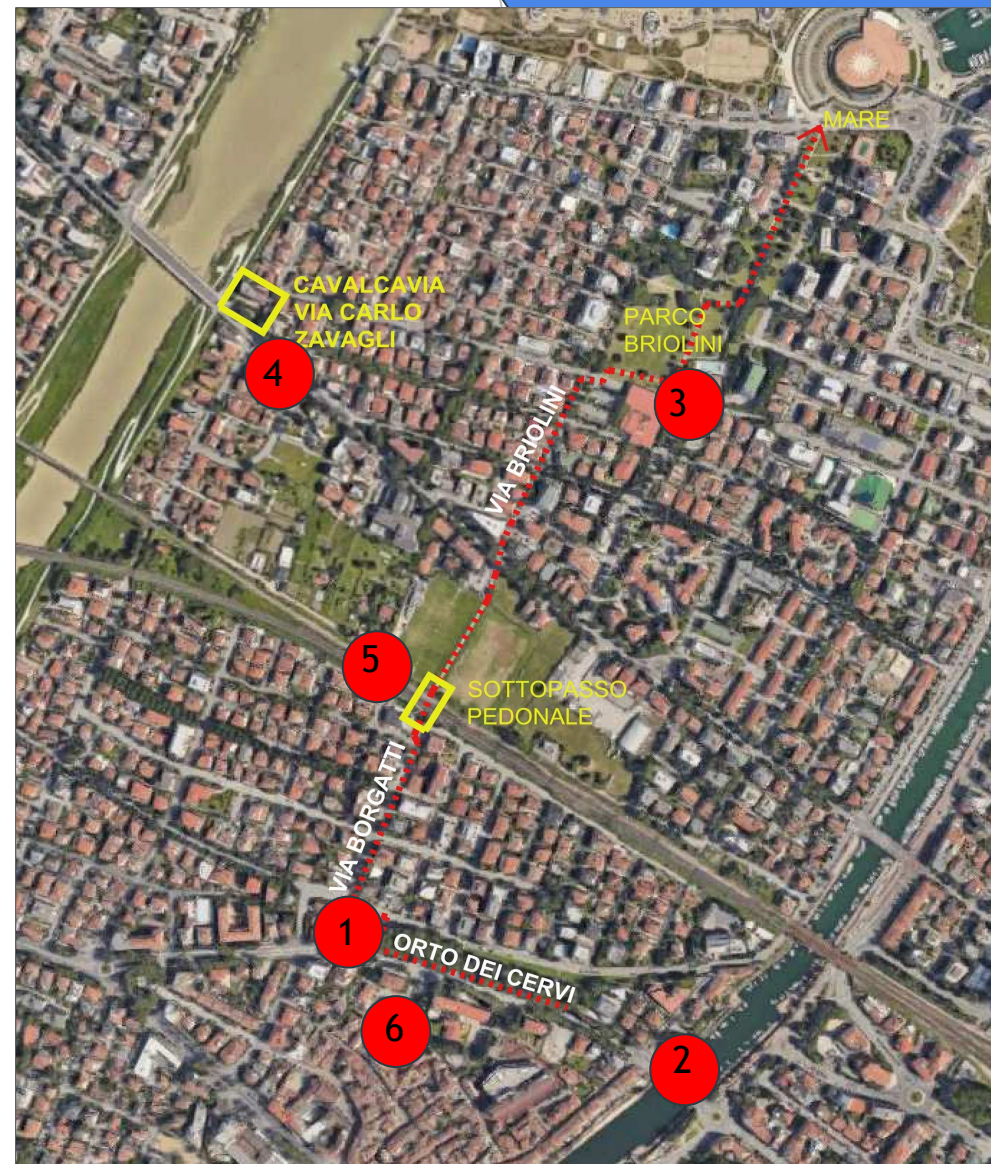 MARE
CAVALCAVIA
VIA CARLO
ZAVAGLI
PARCO
BRIOLINI
4
3
VIA BRIOLINI
5
SOTTOPASSO
PEDONALE
VIA BORGATTI
1
ORTO DEI CERVI
6
2